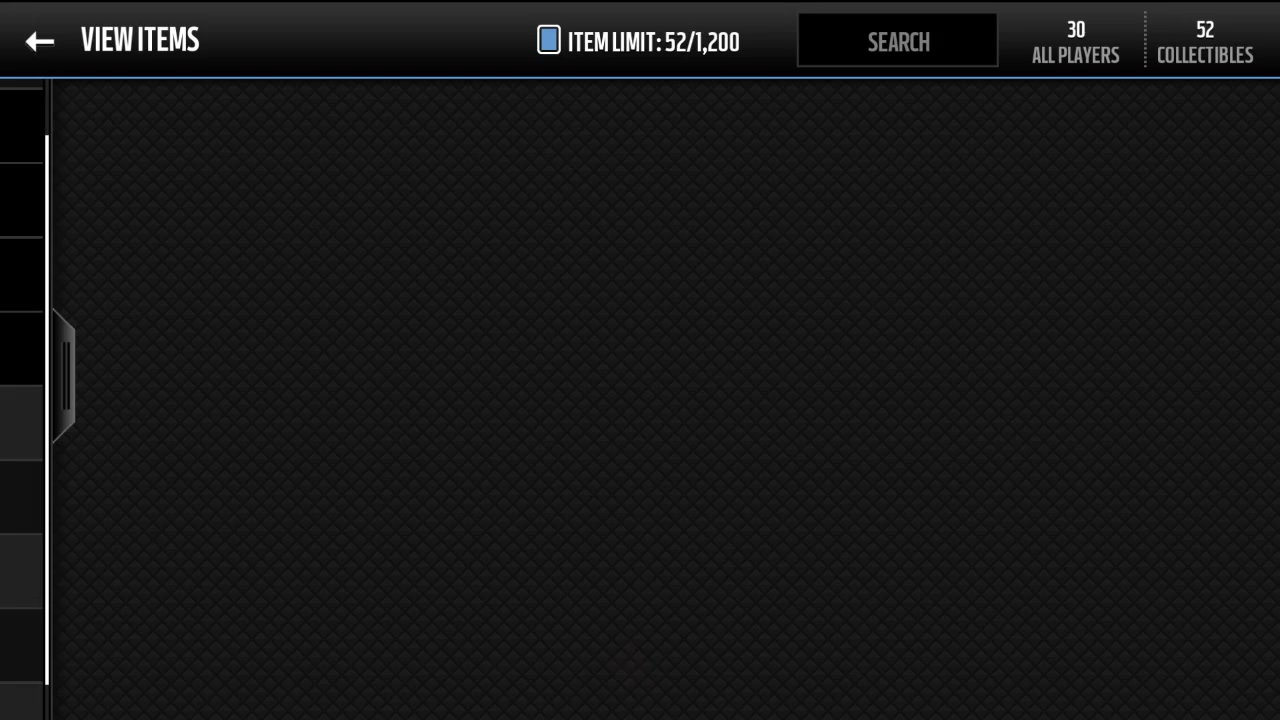 VIEW ITEMS
ITEM LIMIT: 52/1,200
SEARCH
30
ALL PLAYERS
52
COLLECTIBLES